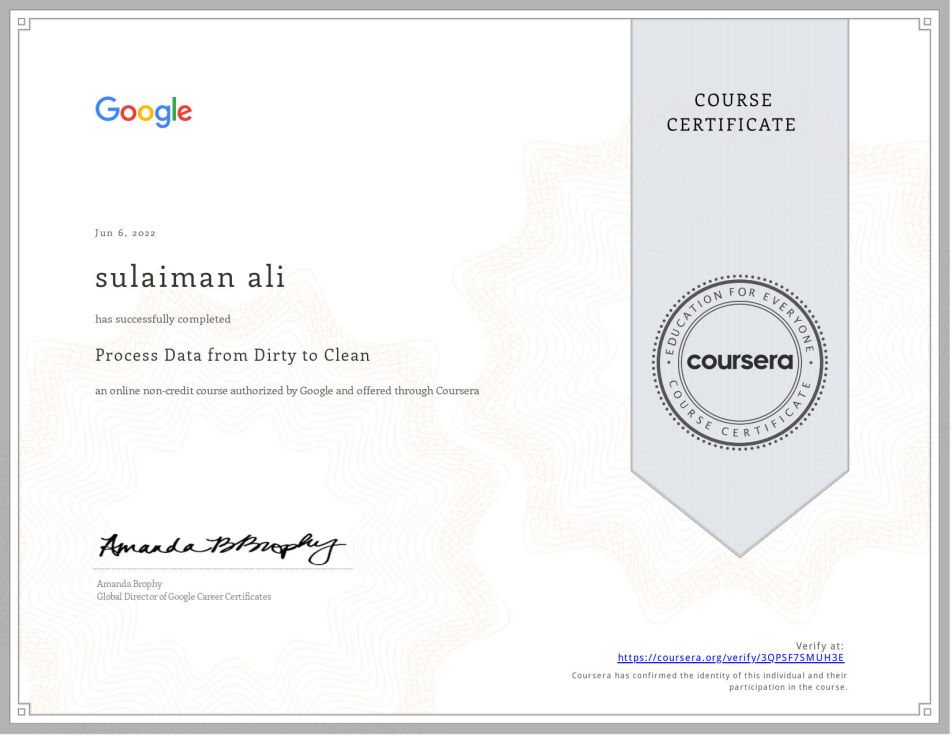 Google
COURSE
CERTIFICATE
Jun 6, 2022
sulaiman ali
has successfully completed
Process Data from Dirty to Clean
an online non-credit course authorized by Google and offered through Coursera
EDUCATION FOR EVERYONE
coursera
COURSE CERTIFICATE
Amanda B Brophy
Amanda Brophy
Global Director of Google Career Certificates
Verify at:
https://coursera.org/verify/3QPSF7SMUH3E
Coursera has confirmed the identity of this individual and their
participation in the course.